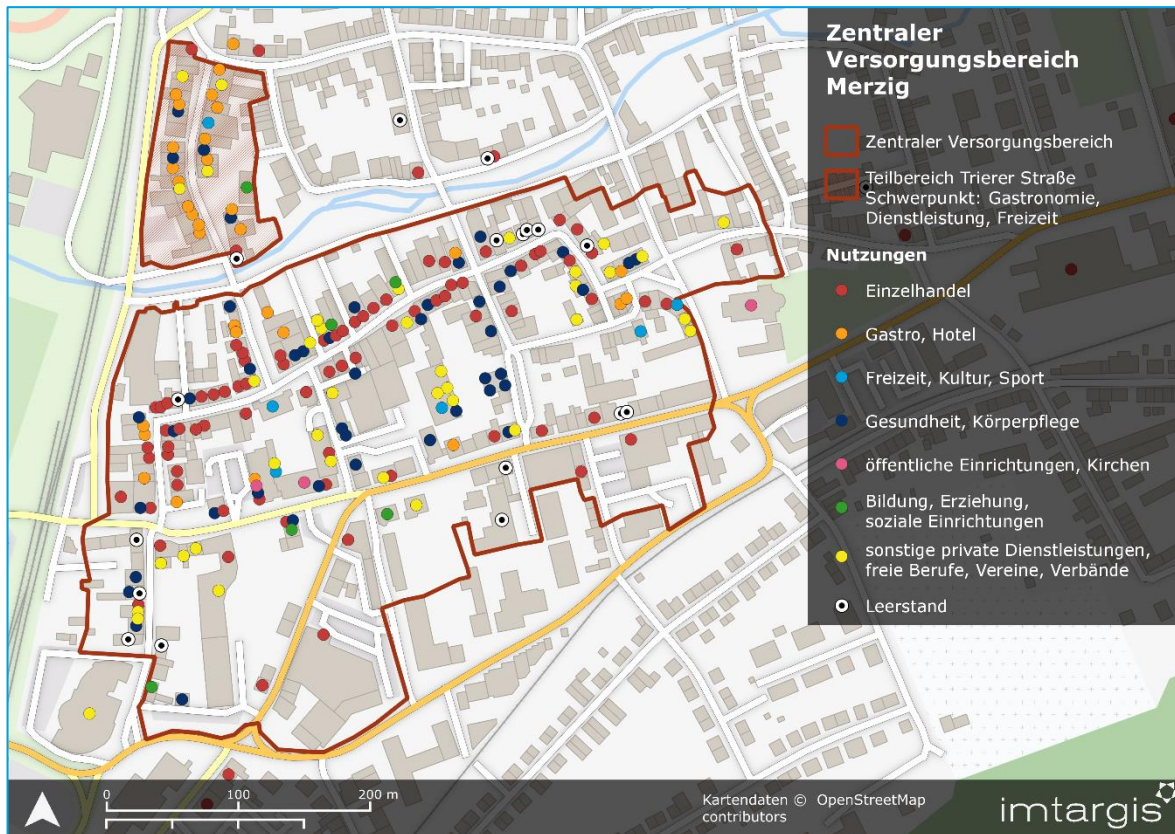 Zentraler
Versorgungsbereich
Merzig
Zentraler Versorgungsbereich
Teilbereich Trierer Straße
Schwerpunkt: Gastronomie,
Dienstleistung, Freizeit
Nutzungen
Einzelhandel
Gastro, Hotel
Freizeit, Kultur, Sport
Gesundheit, Körperpflege
öffentliche Einrichtungen, Kirchen
Bildung, Erziehung,
soziale Einrichtungen
sonstige private Dienstleistungen,
freie Berufe, Vereine, Verbände
Leerstand
0 100 200 m
Kartendaten © OpenStreetMap
contributors
imtargis